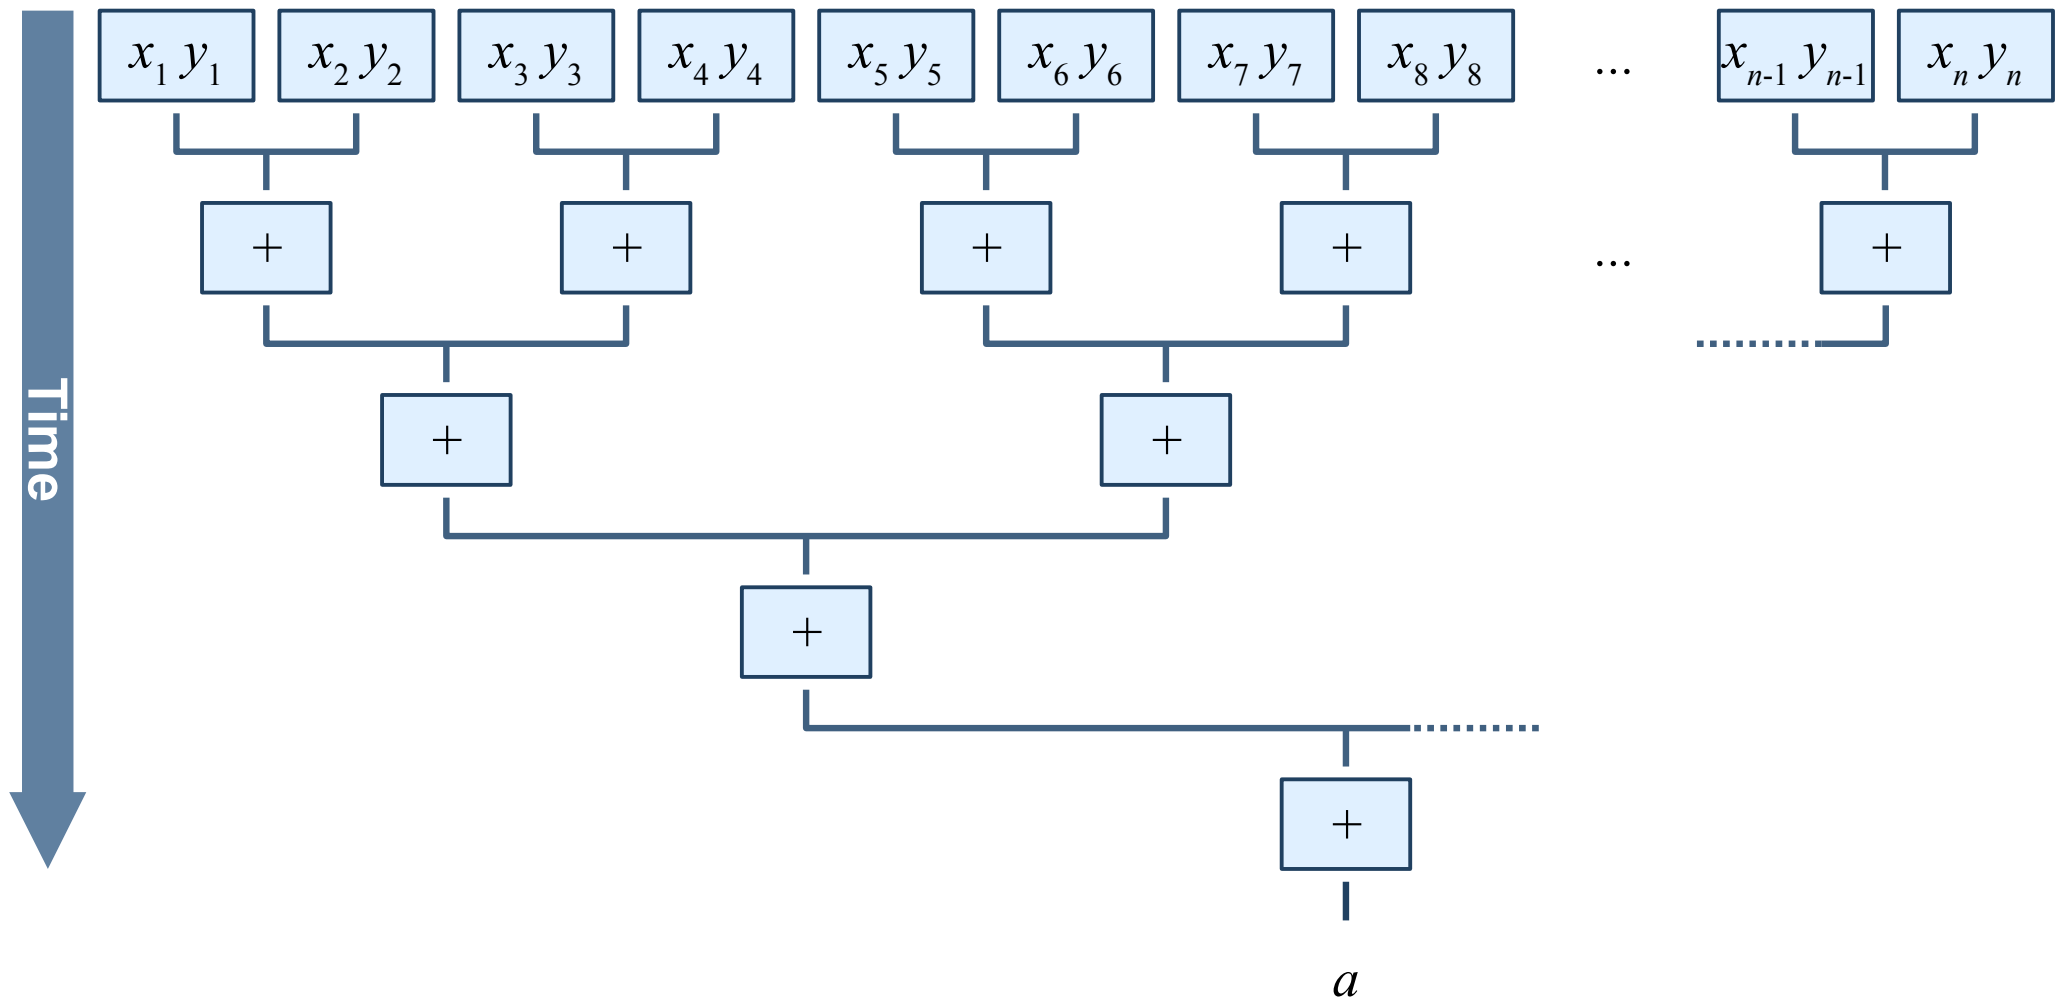 x1 y1 x2 y2 x3 y3 x4 y4 x5 y5 x6 y6 x7 y7 x8 y8 ... xn-1 yn-1 xn yn
+ + + + ... +
+ +
Time
+
+
a